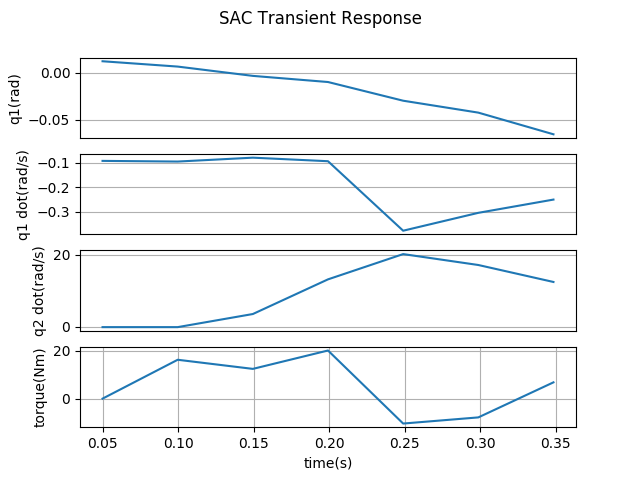 SAC Transient Response
0.00
−0.05
q1(rad)
−0.1
−0.2
−0.3
q1 dot(rad/s)
20
0
q2 dot(rad/s)
20
0
torque(Nm)
0.05 0.10 0.15 0.20 0.25 0.30 0.35
time(s)